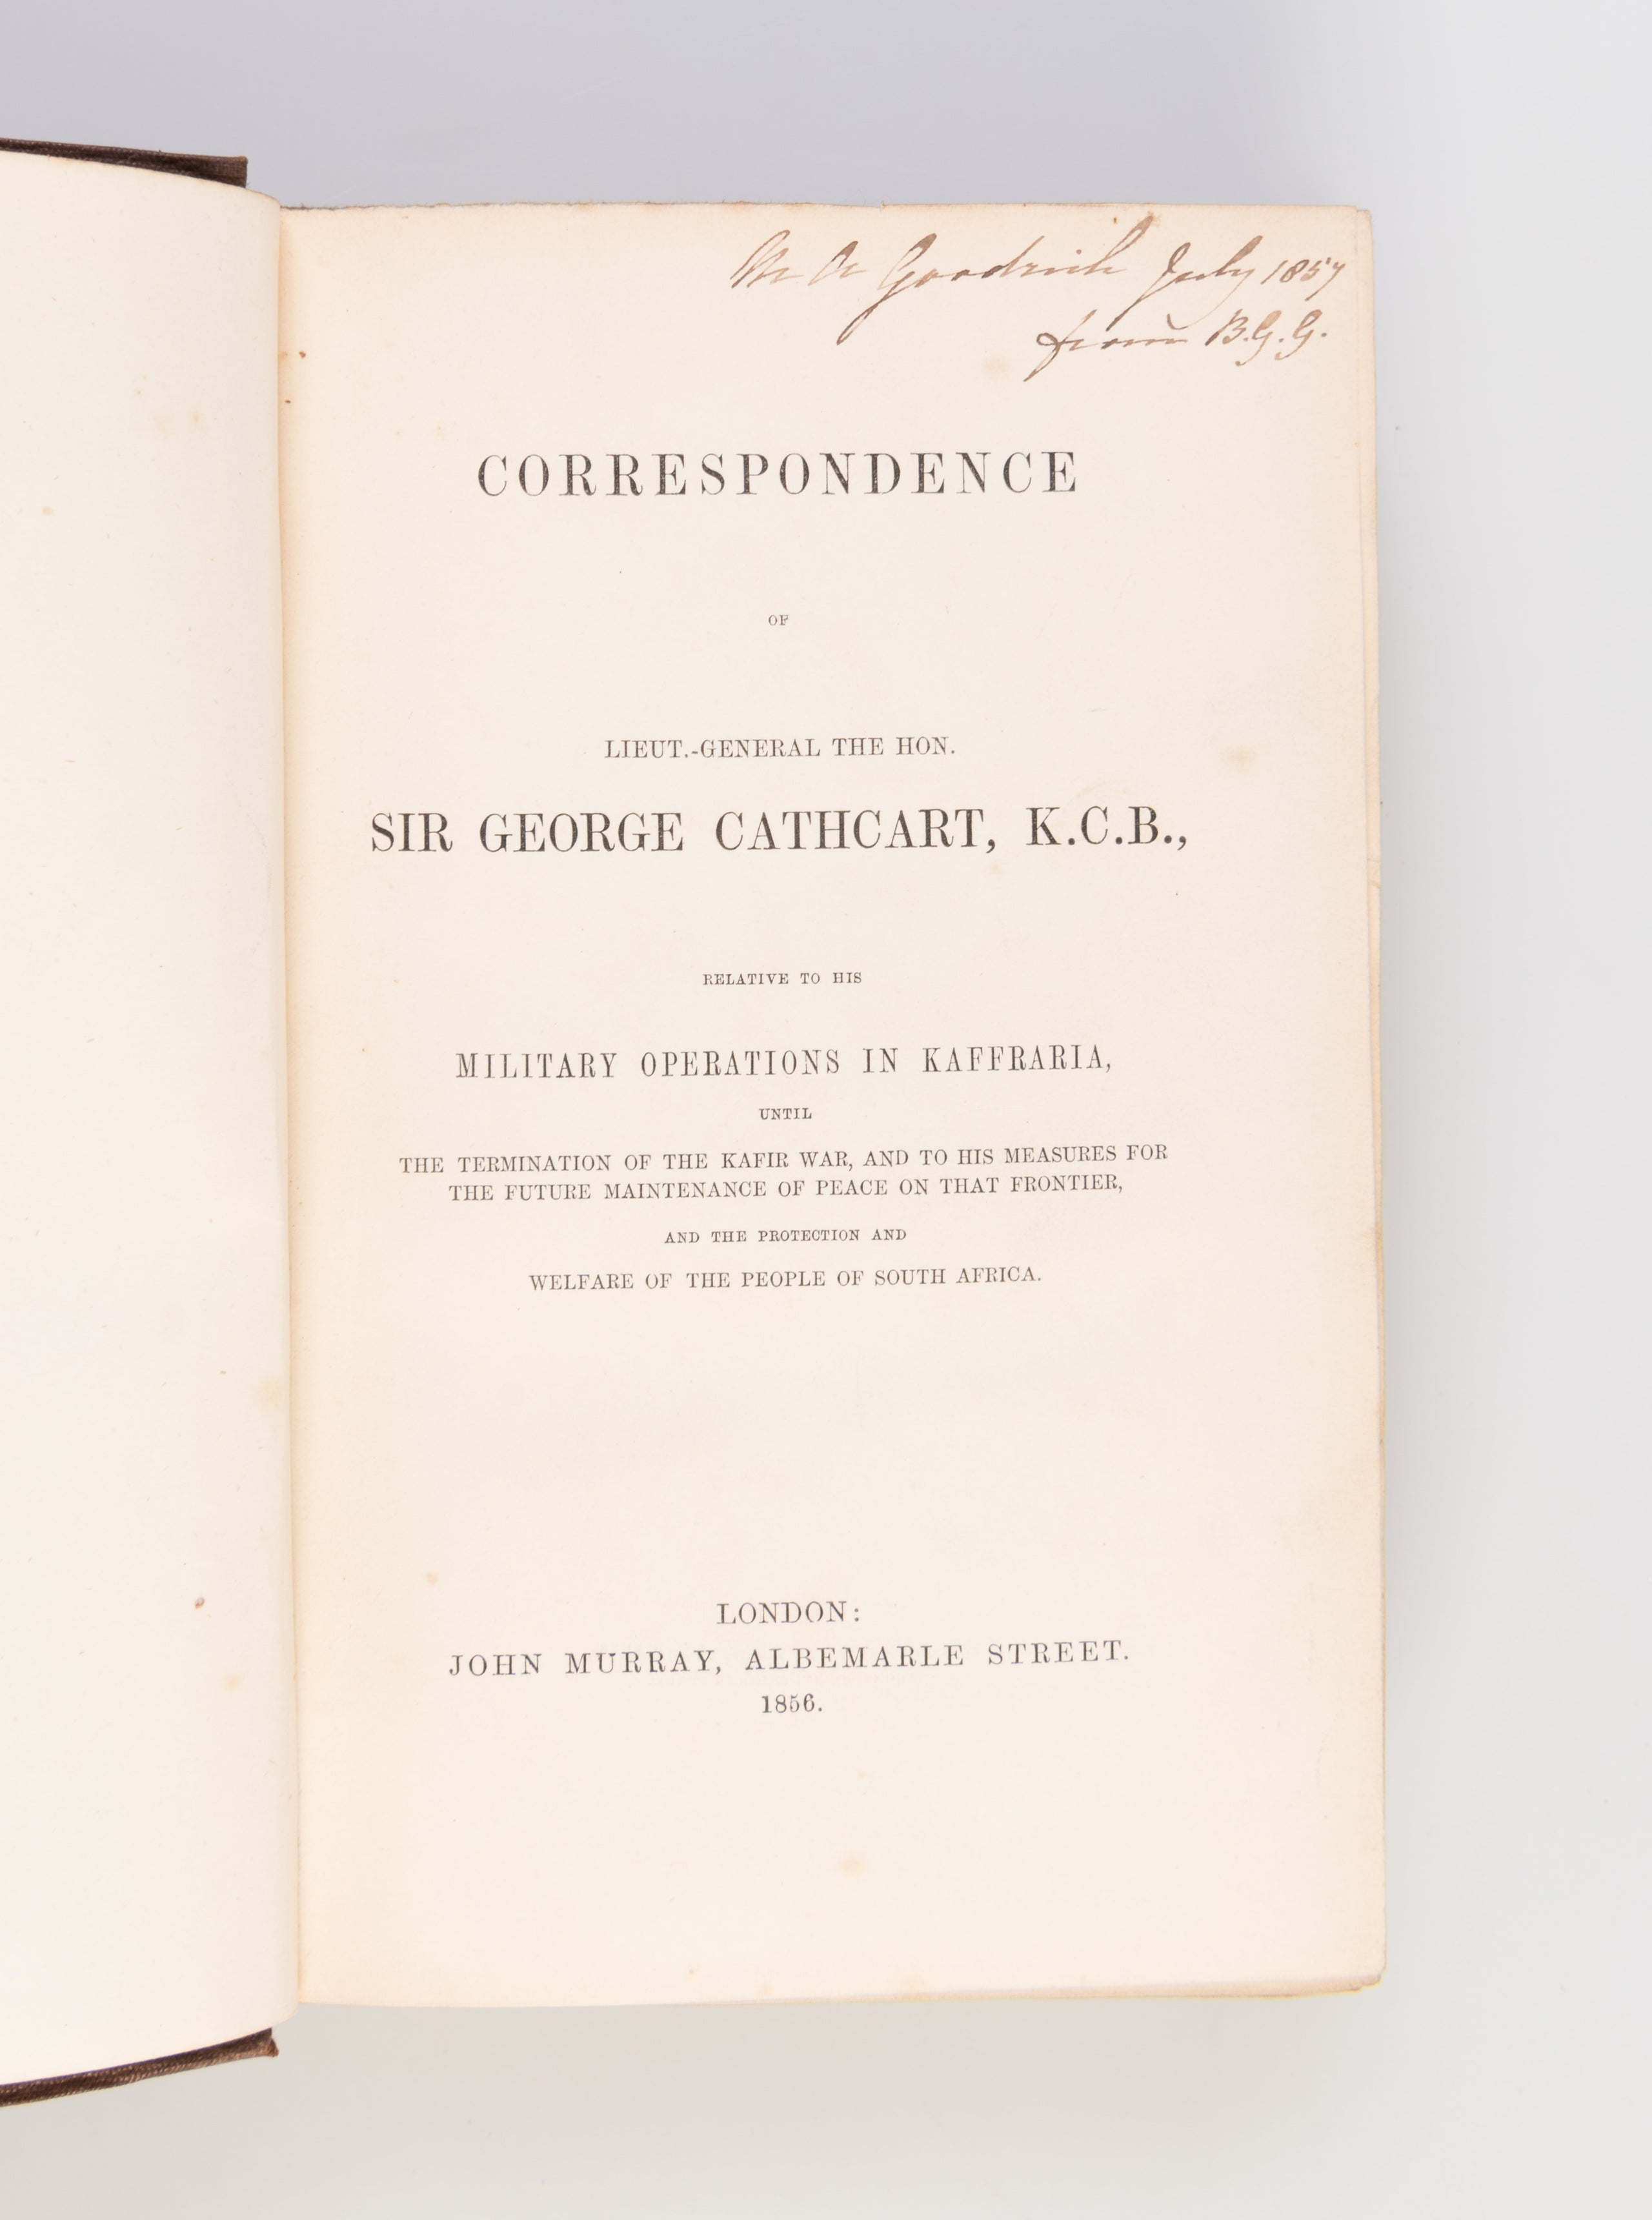 Goodrich July 1857
from B.G.G.
CORRESPONDENCE
OF
LIEUT.-GENERAL THE HON.
SIR GEORGE CATHCART, K.C.B.,
RELATIVE TO HIS
MILITARY OPERATIONS IN KAFFRARIA,
UNTIL
THE TERMINATION OF THE KAFIR WAR, AND TO HIS MEASURES FOR
THE FUTURE MAINTENANCE OF PEACE ON THAT FRONTIER,
AND THE PROTECTION AND
WELFARE OF THE PEOPLE OF SOUTH AFRICA.
LONDON:
JOHN MURRAY, ALBEMARLE STREET.
1856.